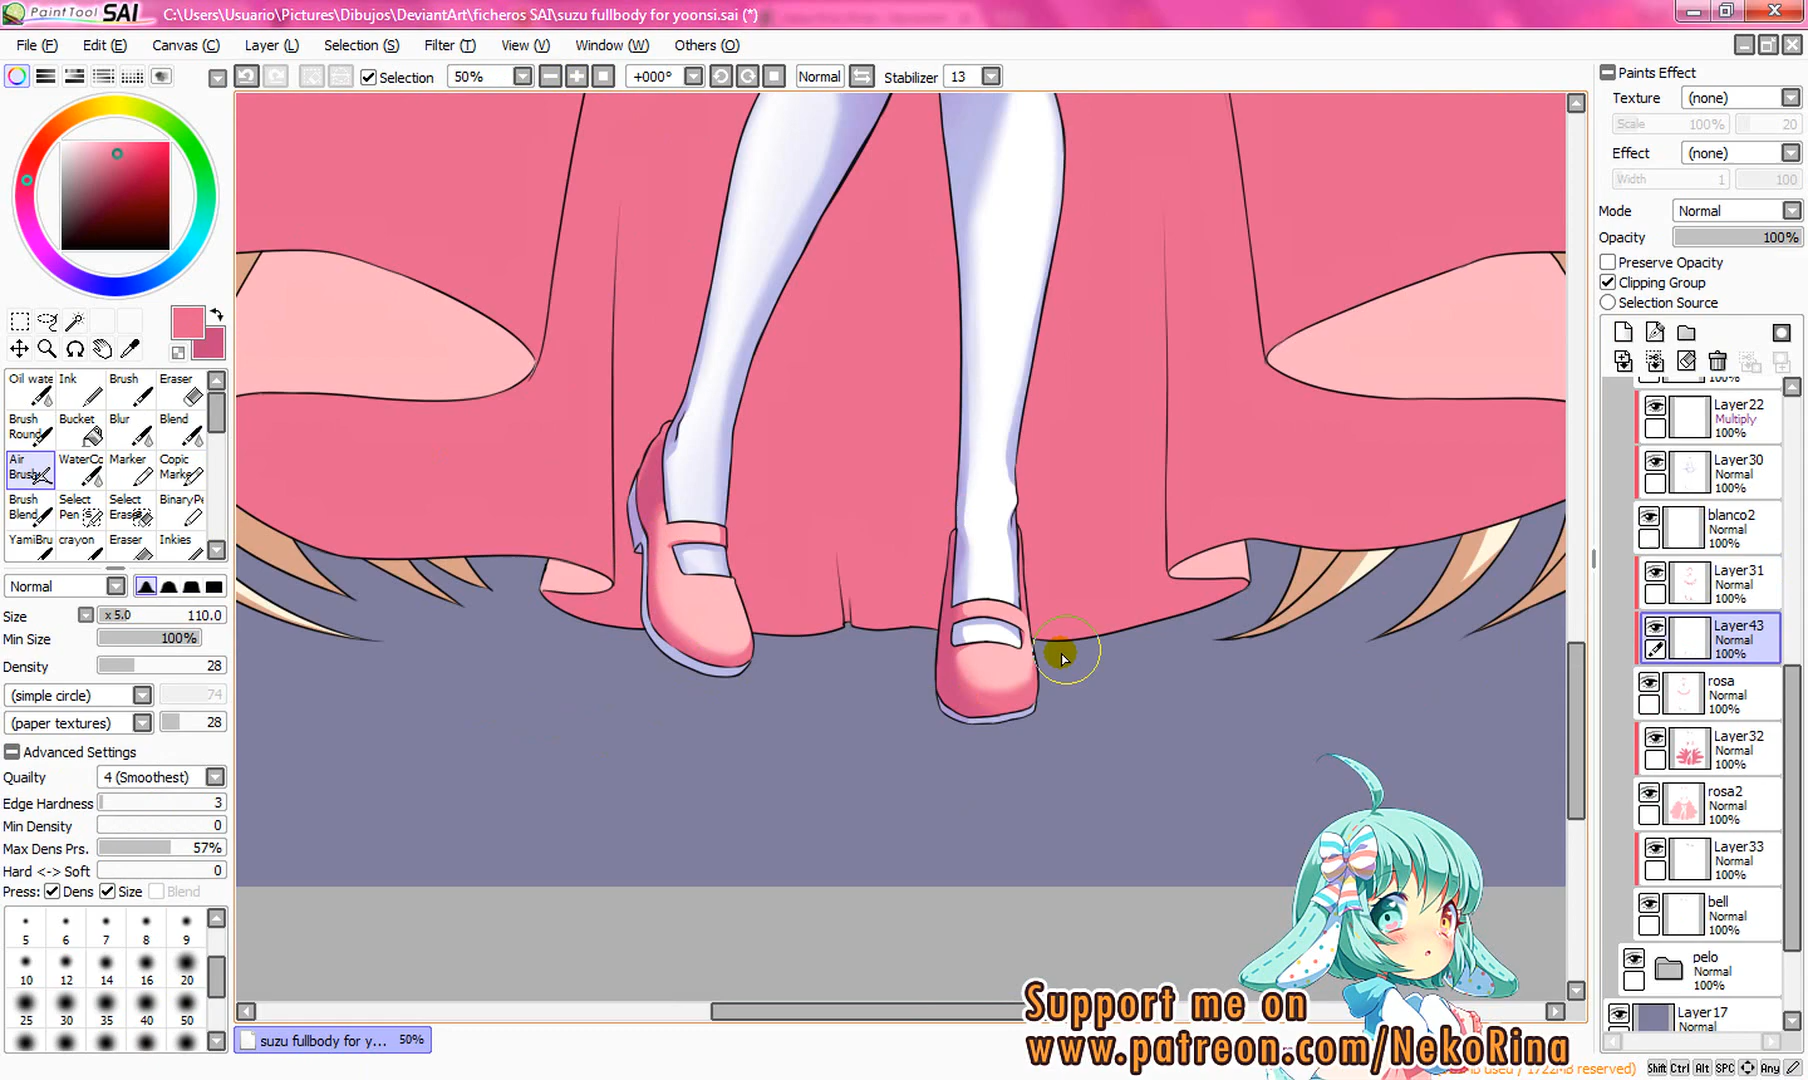 PaintTool SAI C:\Users\Usuario\Pictures\Dibujos\DeviantArt\ficheros SAI\suzu fullbody for yoonsi.sai (*)
File (F) Edit (E) Canvas (C) Layer (L) Selection (S) Filter (T) View (V) Window (W) Others (O)
Selection 50% +000° Normal Stabilizer 13
Paints Effect
Texture (none)
Scale 100% 20
Effect (none)
Width 1 100
Mode Normal
Opacity 100%
Preserve Opacity
Clipping Group
Selection Source
Oil wate Ink Brush Eraser
Brush Round Bucket Blur Blend
Air Brush WaterCo Marker Copic Marke
Brush Blend Select Pen Select Erase BinaryPe
YamiBru crayon Eraser Inkies
Normal
Size x 5.0 110.0
Min Size 100%
Density 28
(simple circle) 74
(paper textures) 28
Advanced Settings
Quailty 4 (Smoothest)
Edge Hardness 3
Min Density 0
Max Dens Prs. 57%
Hard <-> Soft 0
Press: Dens Size Blend
5 6 7 8 9
10 12 14 16 20
25 30 35 40 50
100%
Layer22
Multiply
100%
Layer30
Normal
100%
blanco2
Normal
100%
Layer31
Normal
100%
Layer43
Normal
100%
rosa
Normal
100%
Layer32
Normal
100%
rosa2
Normal
100%
Layer33
Normal
100%
bell
Normal
100%
pelo
Normal
100%
Layer17
Normal
Support me on
www.patreon.com/NekoRina
suzu fullbody for y... 50%
used / 1722MB reserved)
Shift Ctrl Alt SPC Any